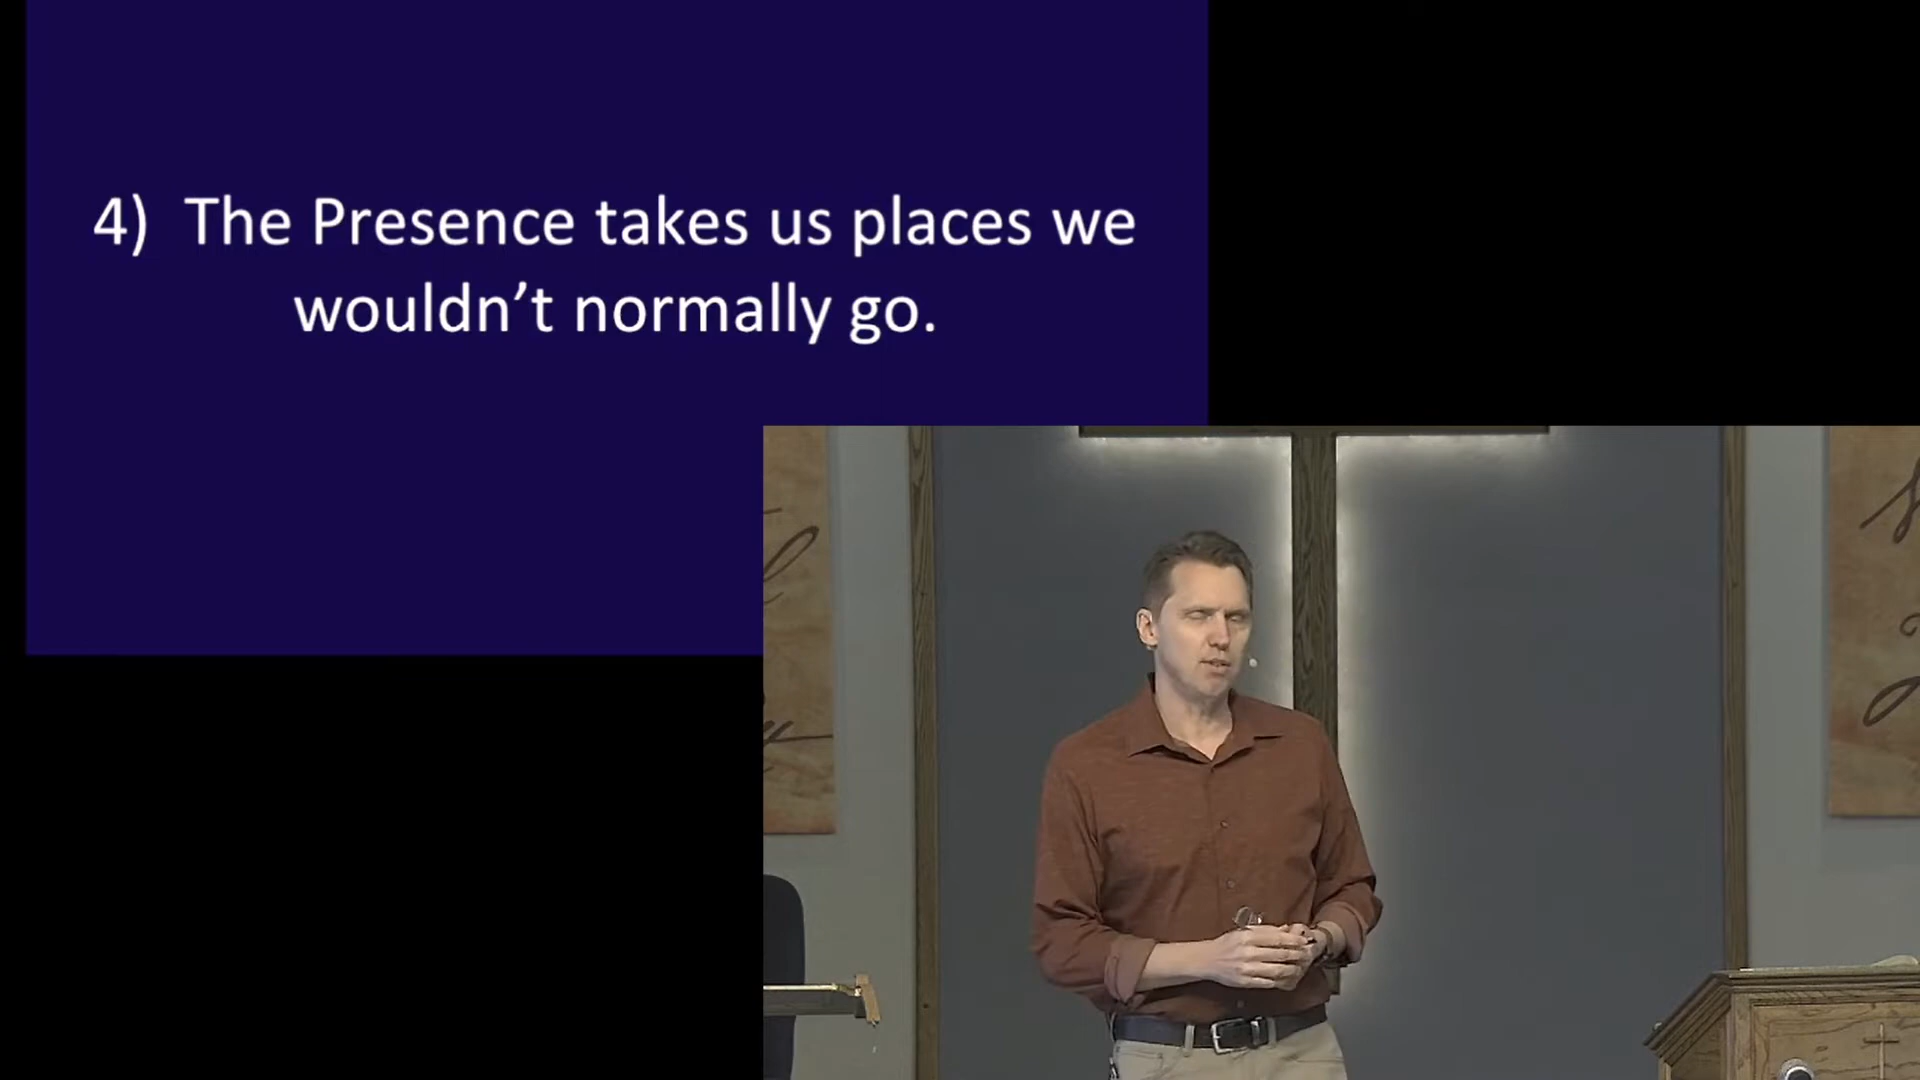 4) The Presence takes us places we
wouldn’t normally go.